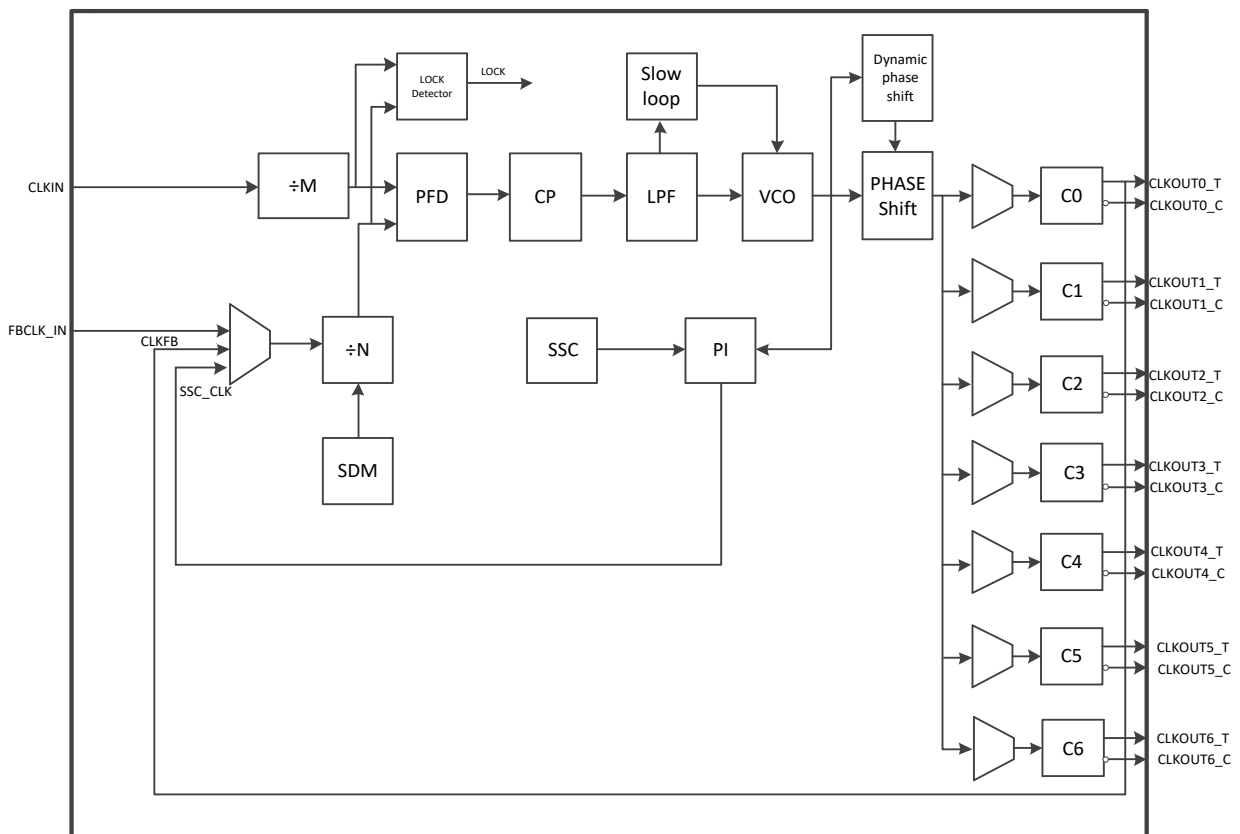 Dynamic
phase
shift
Slow
loop
LOCK
Detector
LOCK
CLKIN
÷M
PFD
CP
LPF
VCO
PHASE
Shift
C0
CLKOUT0_T
CLKOUT0_C
C1
CLKOUT1_T
CLKOUT1_C
FBCLK_IN
CLKFB
SSC_CLK
÷N
SSC
PI
C2
CLKOUT2_T
CLKOUT2_C
SDM
C3
CLKOUT3_T
CLKOUT3_C
C4
CLKOUT4_T
CLKOUT4_C
C5
CLKOUT5_T
CLKOUT5_C
C6
CLKOUT6_T
CLKOUT6_C